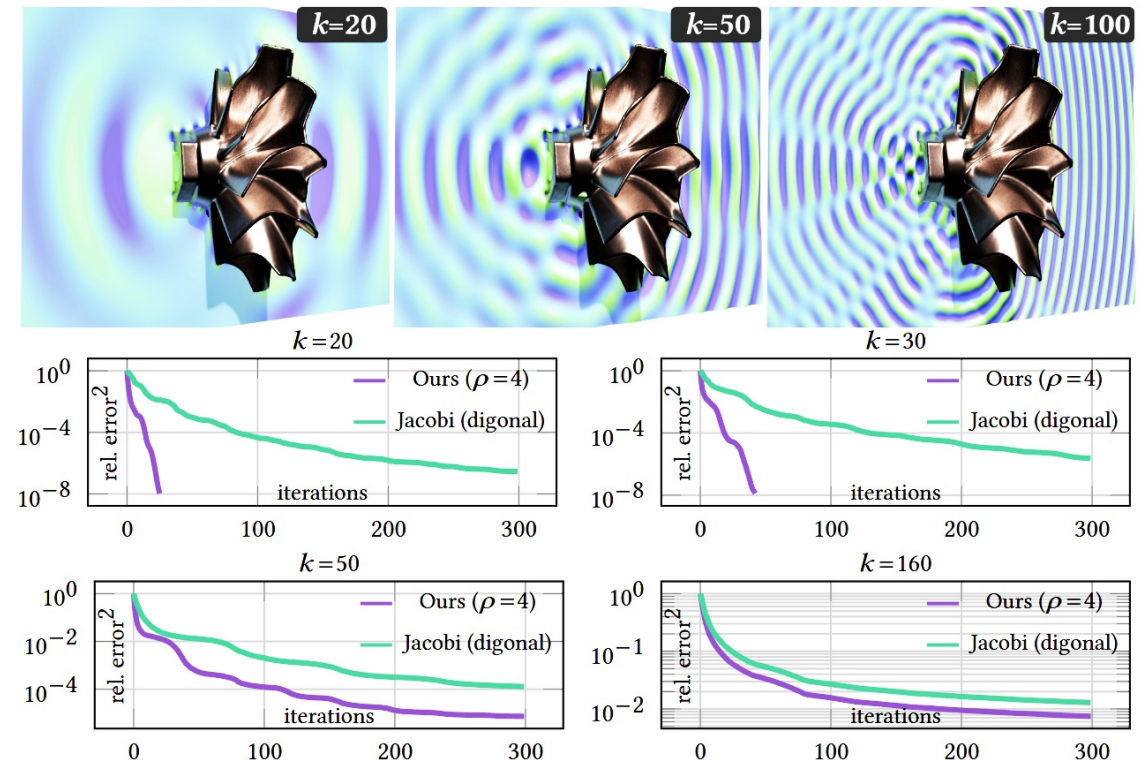 k=20
k=50
k=100
k=20
10^0
10^-4
10^-8
rel. error^2
Ours (ρ=4)
Jacobi (digonal)
iterations
0 100 200 300
k=30
10^0
10^-4
10^-8
rel. error^2
Ours (ρ=4)
Jacobi (digonal)
iterations
0 100 200 300
k=50
10^0
10^-2
10^-4
rel. error^2
Ours (ρ=4)
Jacobi (digonal)
iterations
0 100 200 300
k=160
10^0
10^-1
10^-2
rel. error^2
Ours (ρ=4)
Jacobi (digonal)
iterations
0 100 200 300